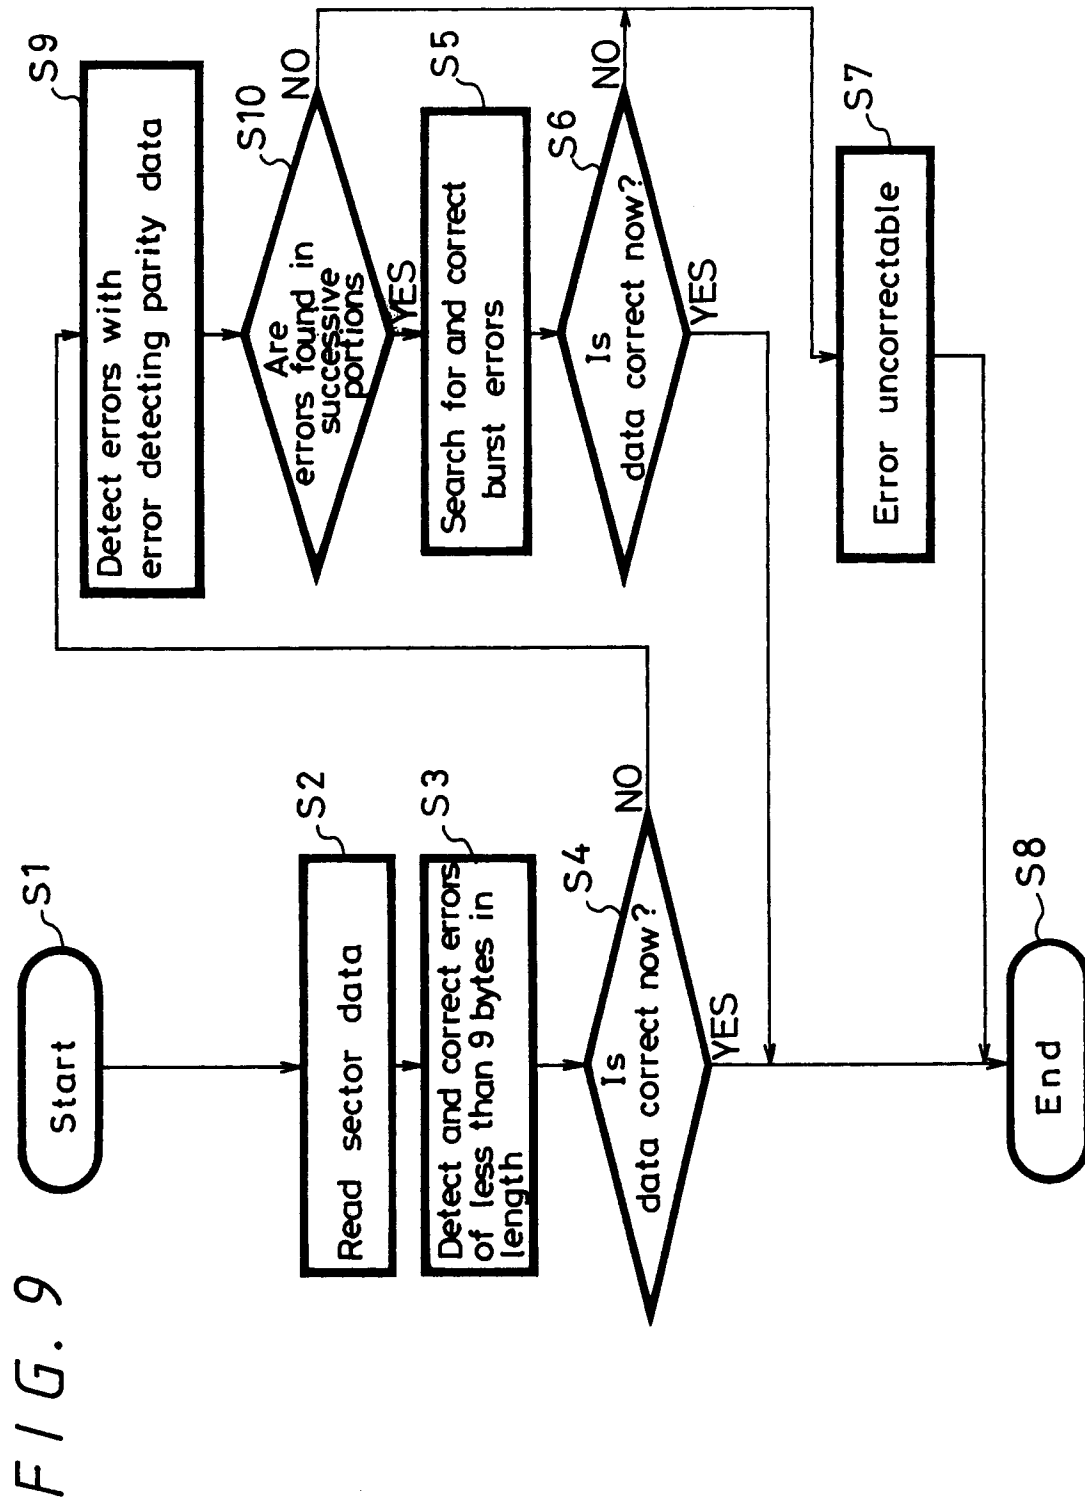 FIG. 9
Start
S1
Read sector data
S2
Detect and correct errors
of less than 9 bytes in
length
S3
Is
data correct now?
S4
NO
YES
End
S8
Detect errors with
error detecting parity data
S9
Are
errors found in
successive
portions
S10
NO
YES
Search for and correct
burst errors
S5
Is
data correct now?
S6
NO
YES
Error uncorrectable
S7